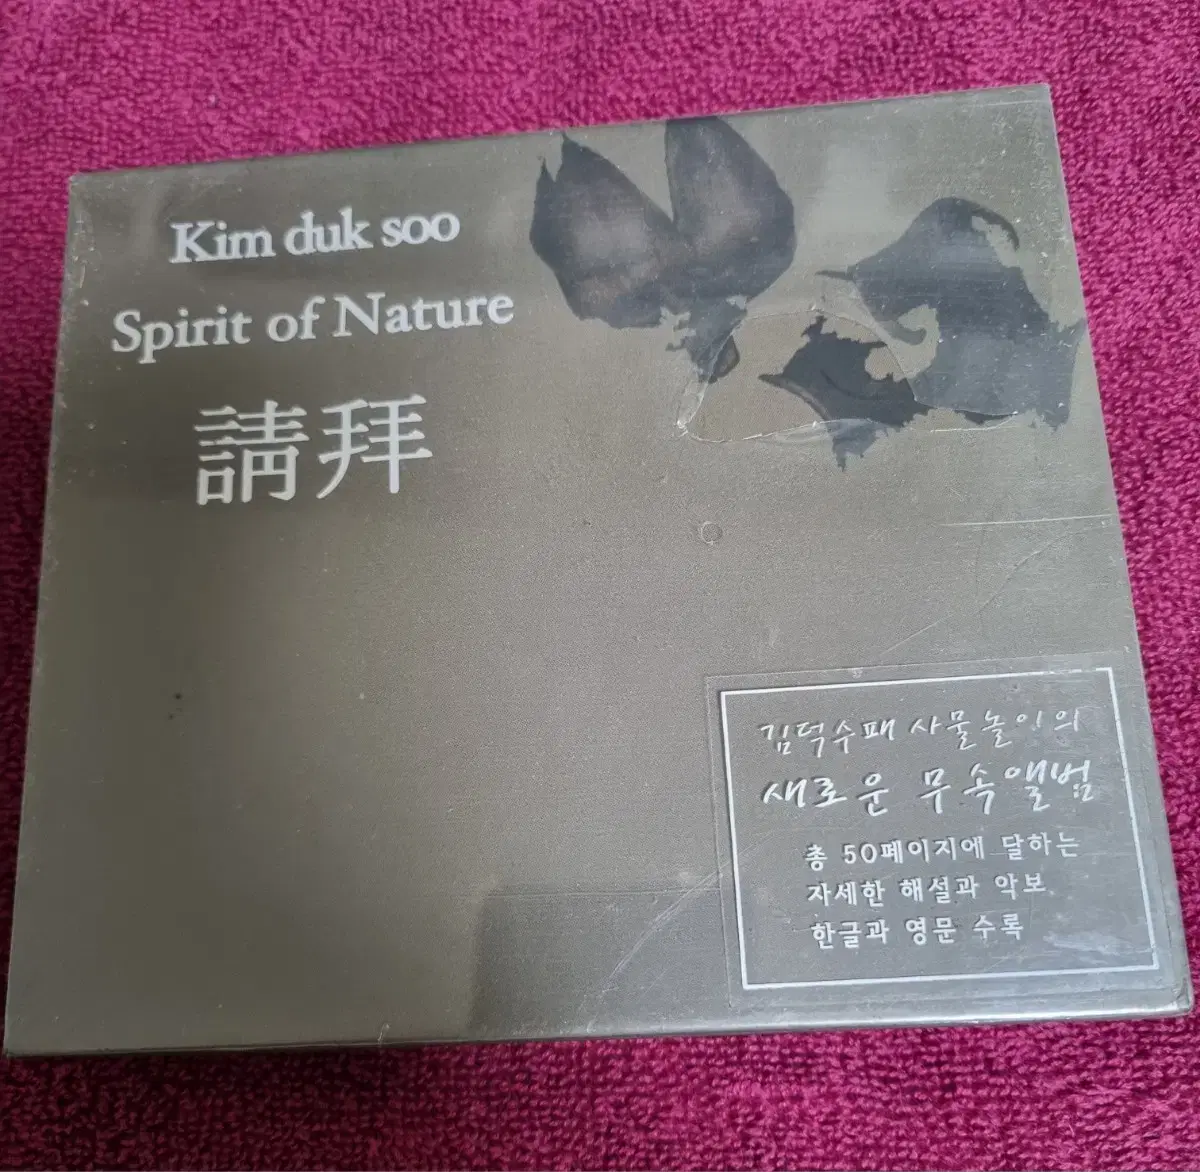 Kim duk soo
Spirit of Nature
請拜
김덕수패 사물놀이의
새로운 무속앨범
총 50페이지에 달하는
자세한 해설과 악보
한글과 영문 수록